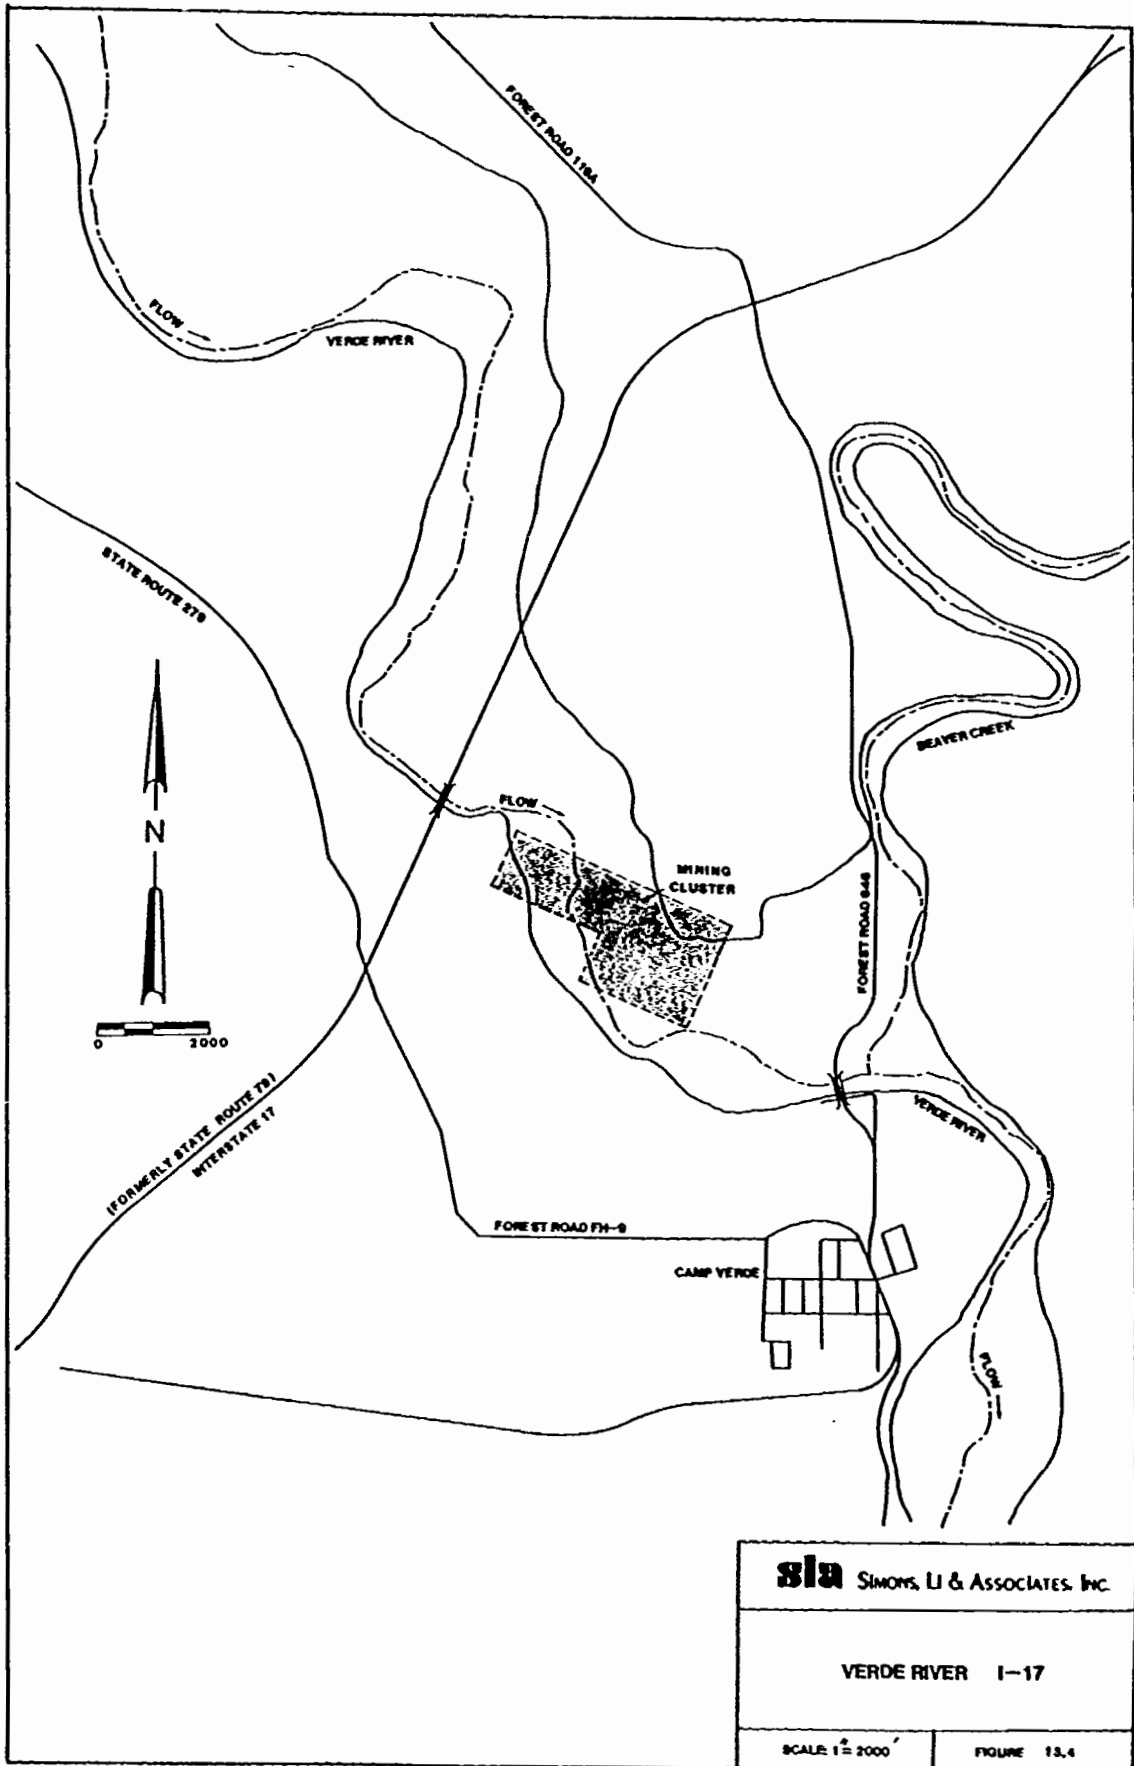 FOREST ROAD 119A
FLOW
VERDE RIVER
STATE ROUTE 279
BEAVER CREEK
N
FLOW
MINING
CLUSTER
FOREST ROAD 646
0 2000
(FORMERLY STATE ROUTE 79)
INTERSTATE 17
VERDE RIVER
FOREST ROAD FH-9
CAMP VERDE
FLOW
sla SIMONS, LI & ASSOCIATES, INC.
VERDE RIVER I-17
SCALE: 1" = 2000'
FIGURE 13.4